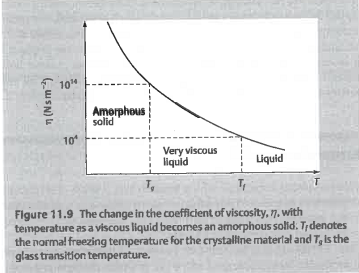 η (N s m⁻²)
10¹⁴
Amorphous
solid
10⁴
Very viscous
liquid
Liquid
T_g
T_f
T
Figure 11.9 The change in the coefficient of viscosity, η, with
temperature as a viscous liquid becomes an amorphous solid. T_f denotes
the normal freezing temperature for the crystalline material and T_g is the
glass transition temperature.